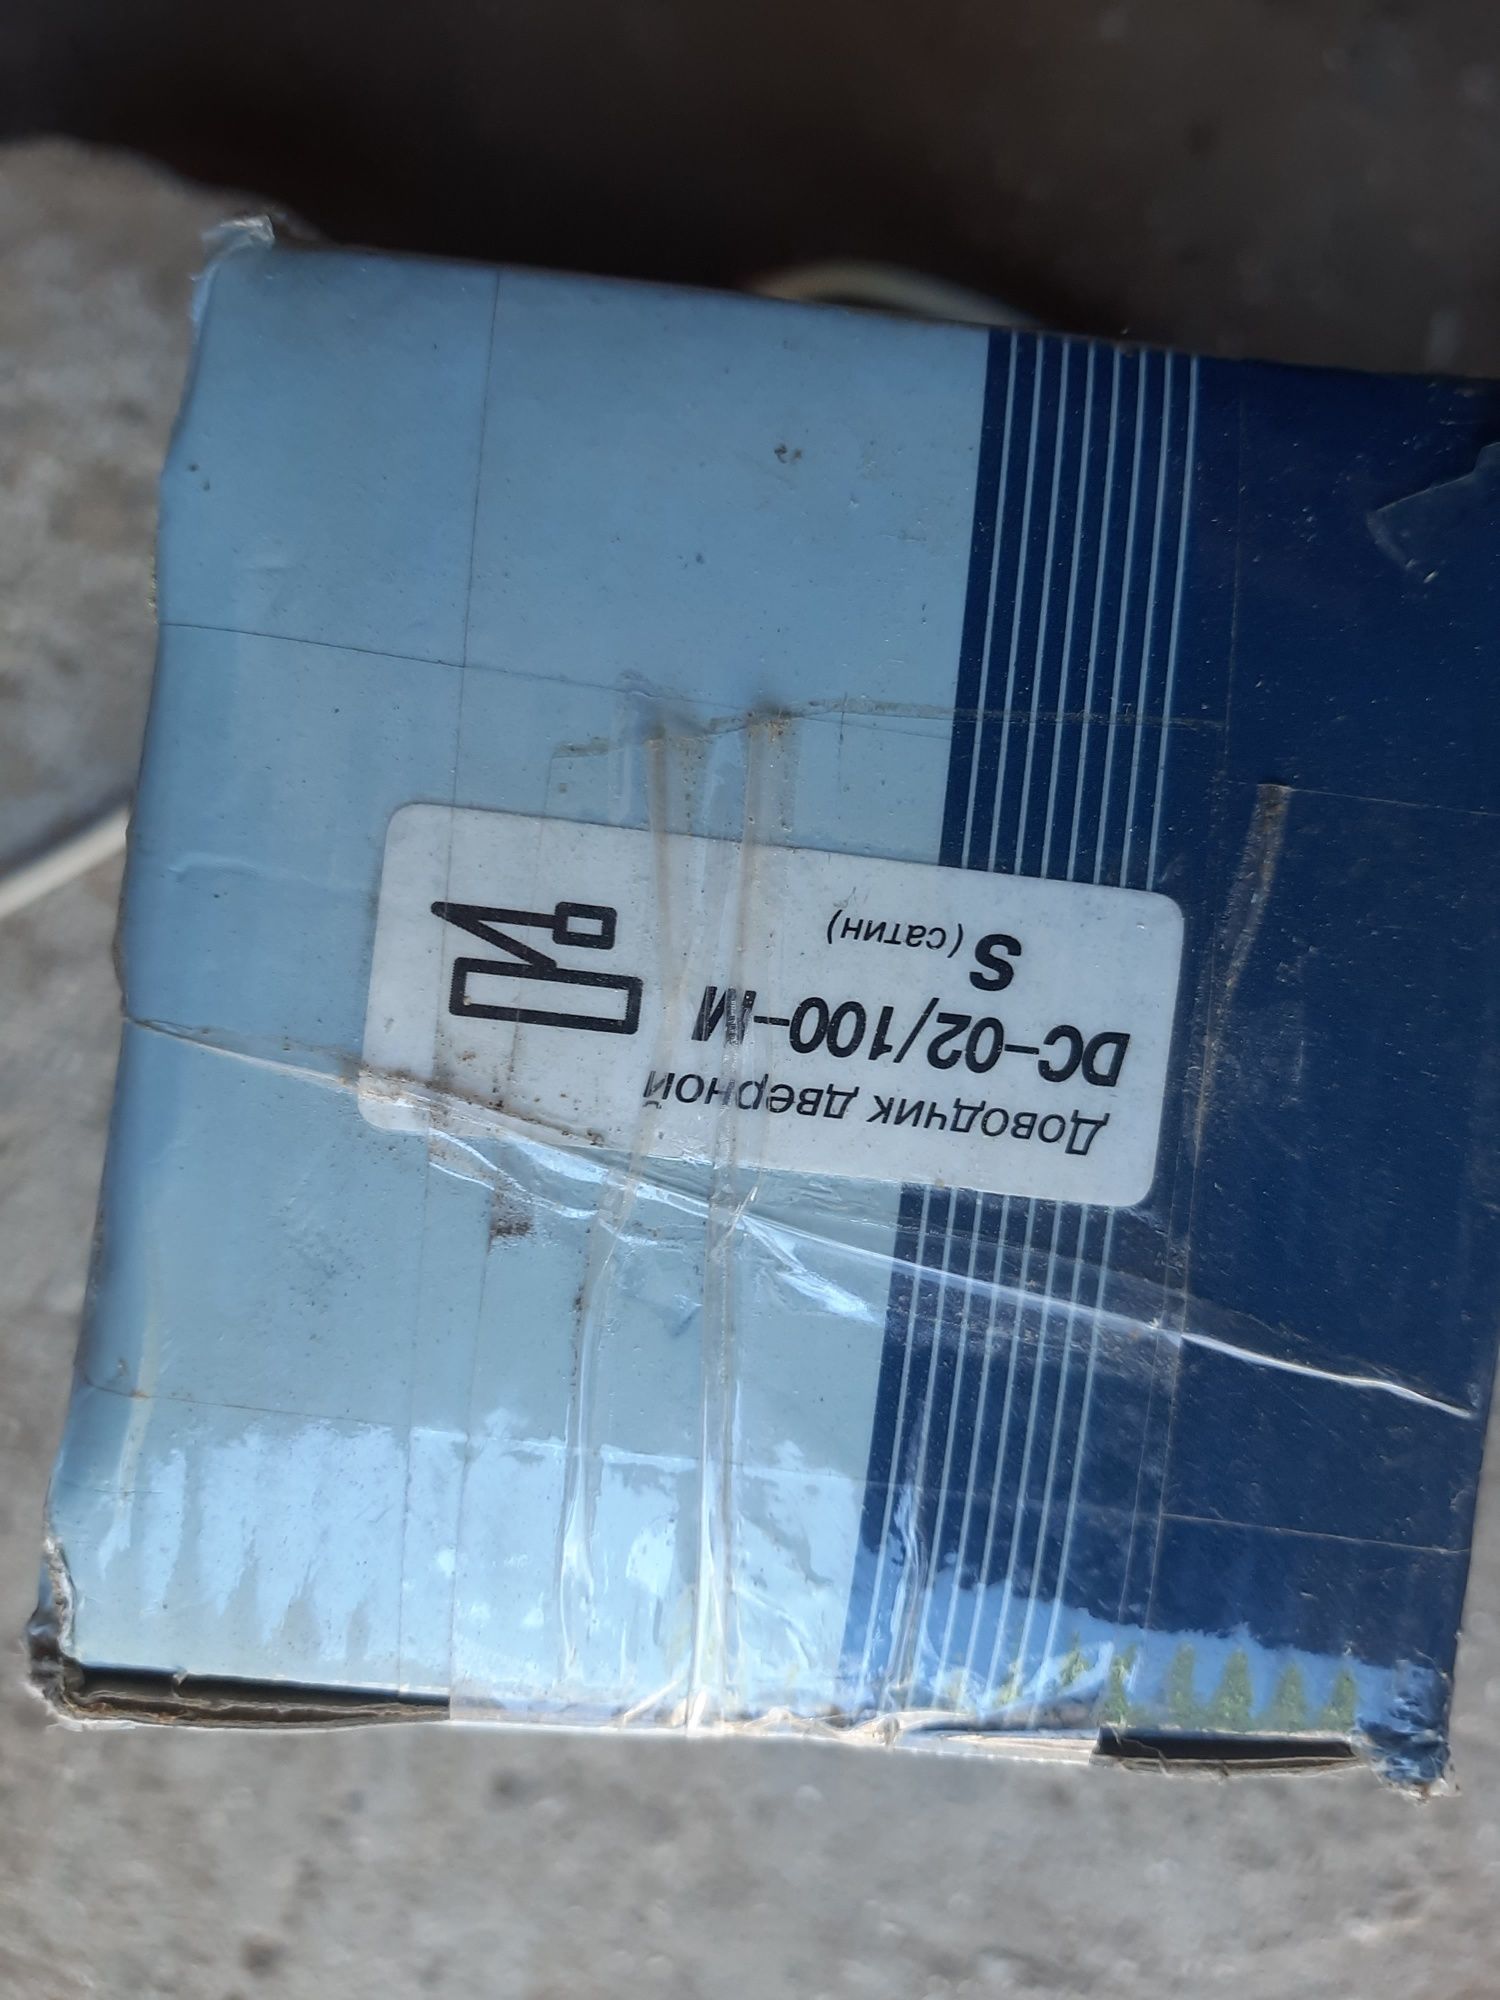 Доводчик дверной
DC-02/100-M
S (сатин)